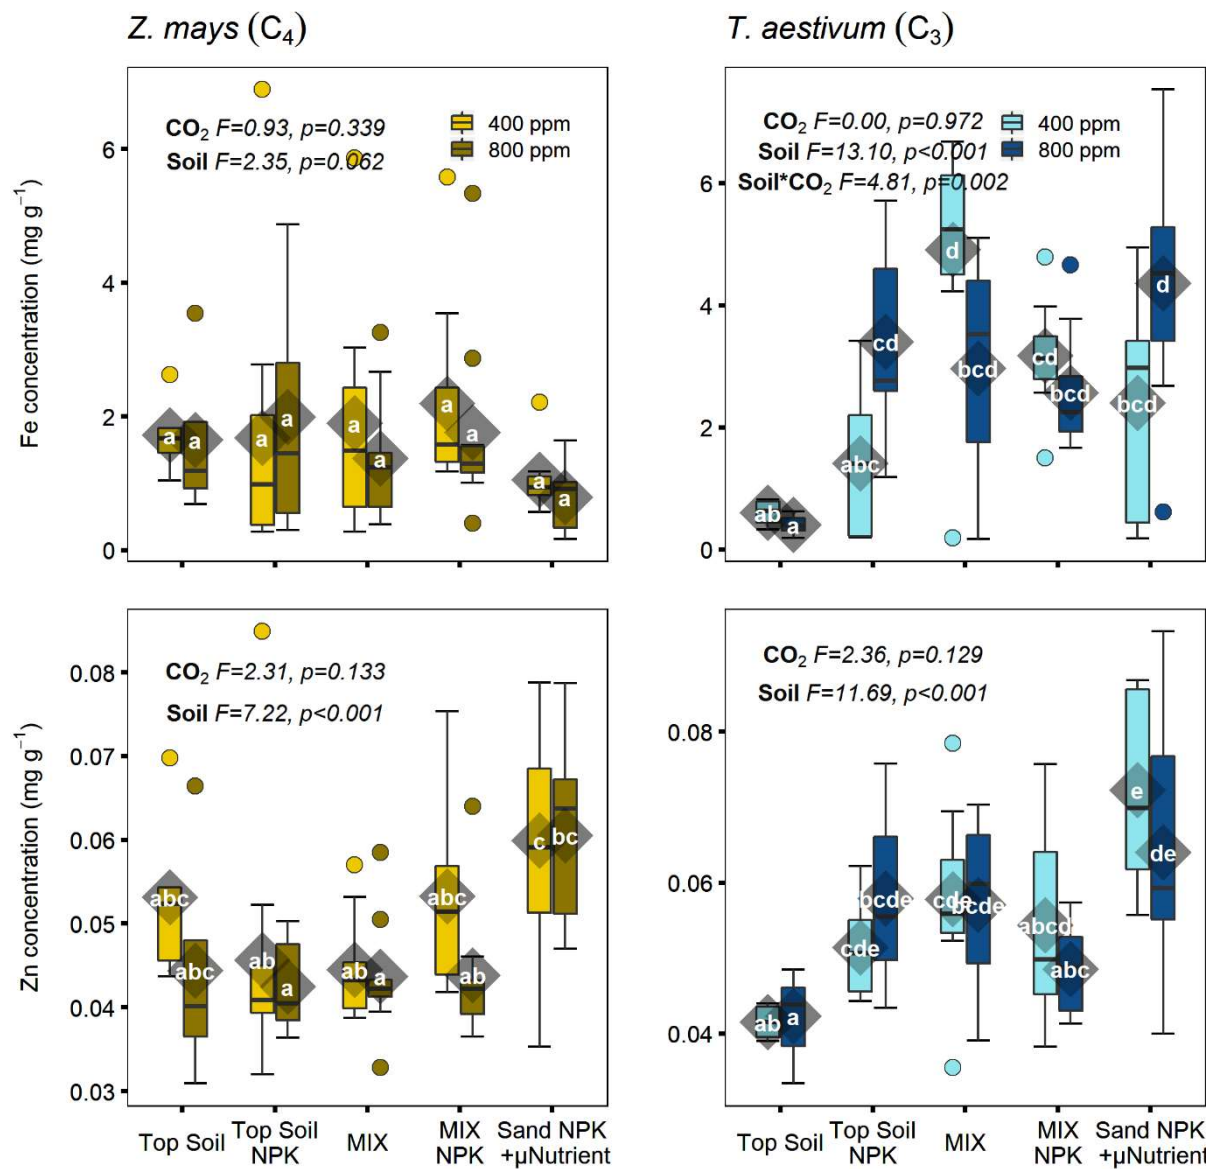 Z. mays (C4)
T. aestivum (C3)
Fe concentration (mg g−1)
6
4
2
0
CO2 F=0.93, p=0.339
Soil F=2.35, p=0.062
400 ppm
800 ppm
a a a a a a a a a a
6
4
2
0
CO2 F=0.00, p=0.972
Soil F=13.10, p<0.001
Soil*CO2 F=4.81, p=0.002
400 ppm
800 ppm
ab a abc cd d bcd cd bcd bcd d
Zn concentration (mg g−1)
0.08
0.07
0.06
0.05
0.04
0.03
CO2 F=2.31, p=0.133
Soil F=7.22, p<0.001
abc abc ab a ab a abc ab c bc
Top Soil
Top Soil
NPK
MIX
MIX
NPK
Sand NPK
+µNutrient
0.08
0.06
0.04
CO2 F=2.36, p=0.129
Soil F=11.69, p<0.001
ab a cde bcde cde bcde abcd abc e de
Top Soil
Top Soil
NPK
MIX
MIX
NPK
Sand NPK
+µNutrient